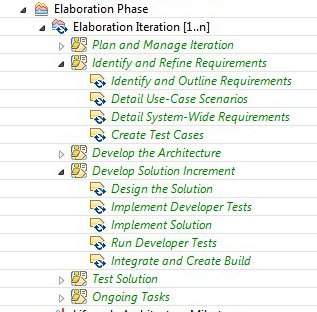 Elaboration Phase
Elaboration Iteration [1..n]
Plan and Manage Iteration
Identify and Refine Requirements
Identify and Outline Requirements
Detail Use-Case Scenarios
Detail System-Wide Requirements
Create Test Cases
Develop the Architecture
Develop Solution Increment
Design the Solution
Implement Developer Tests
Implement Solution
Run Developer Tests
Integrate and Create Build
Test Solution
Ongoing Tasks